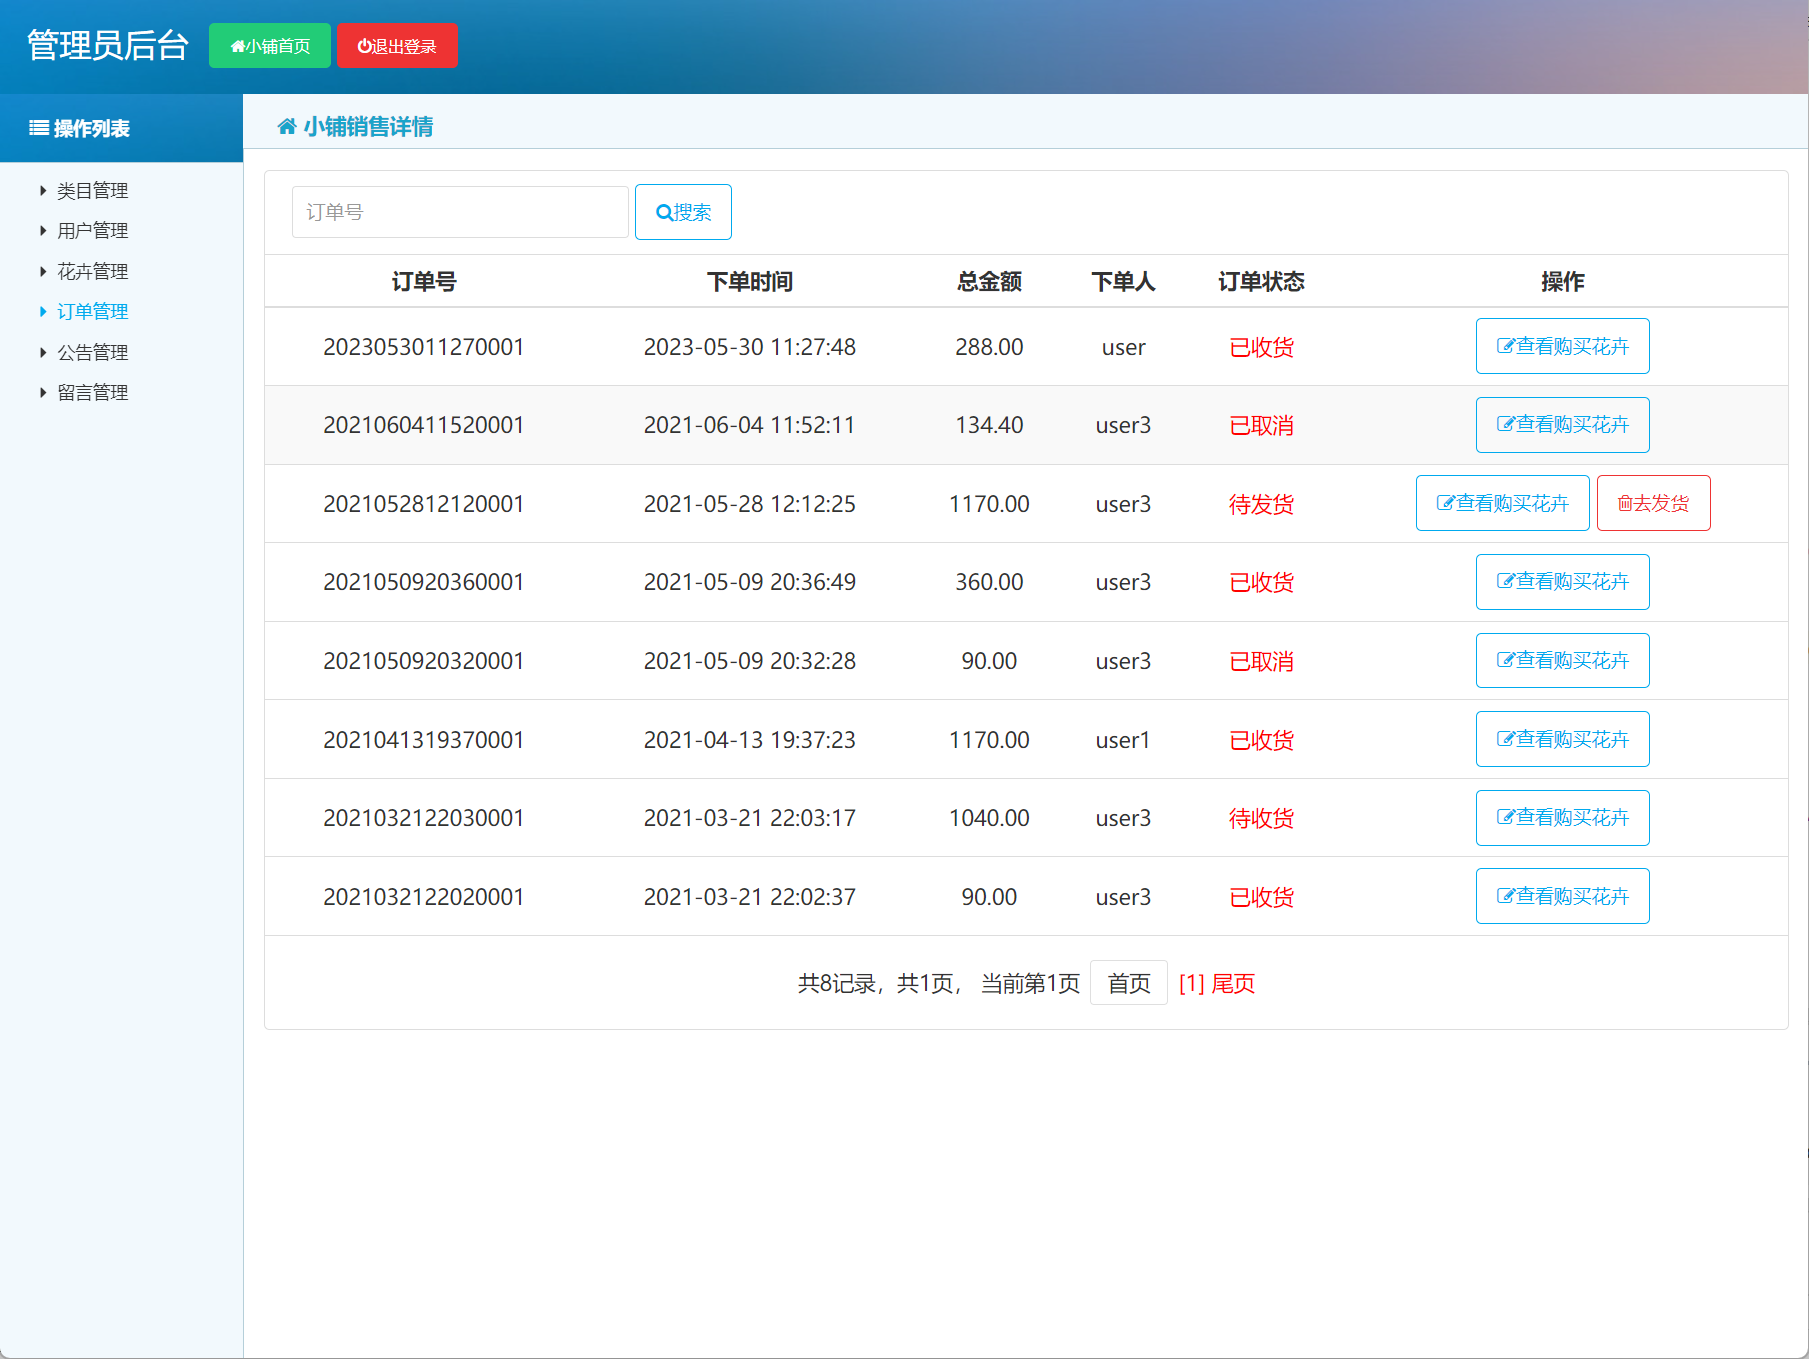 管理员后台 小铺首页 退出登录
操作列表
类目管理
用户管理
花卉管理
订单管理
公告管理
留言管理
小铺销售详情
订单号 搜索
订单号 下单时间 总金额 下单人 订单状态 操作
2023053011270001 2023-05-30 11:27:48 288.00 user 已收货 查看购买花卉
2021060411520001 2021-06-04 11:52:11 134.40 user3 已取消 查看购买花卉
2021052812120001 2021-05-28 12:12:25 1170.00 user3 待发货 查看购买花卉 去发货
2021050920360001 2021-05-09 20:36:49 360.00 user3 已收货 查看购买花卉
2021050920320001 2021-05-09 20:32:28 90.00 user3 已取消 查看购买花卉
2021041319370001 2021-04-13 19:37:23 1170.00 user1 已收货 查看购买花卉
2021032122030001 2021-03-21 22:03:17 1040.00 user3 待收货 查看购买花卉
2021032122020001 2021-03-21 22:02:37 90.00 user3 已收货 查看购买花卉
共8记录，共1页， 当前第1页 首页 [1] 尾页